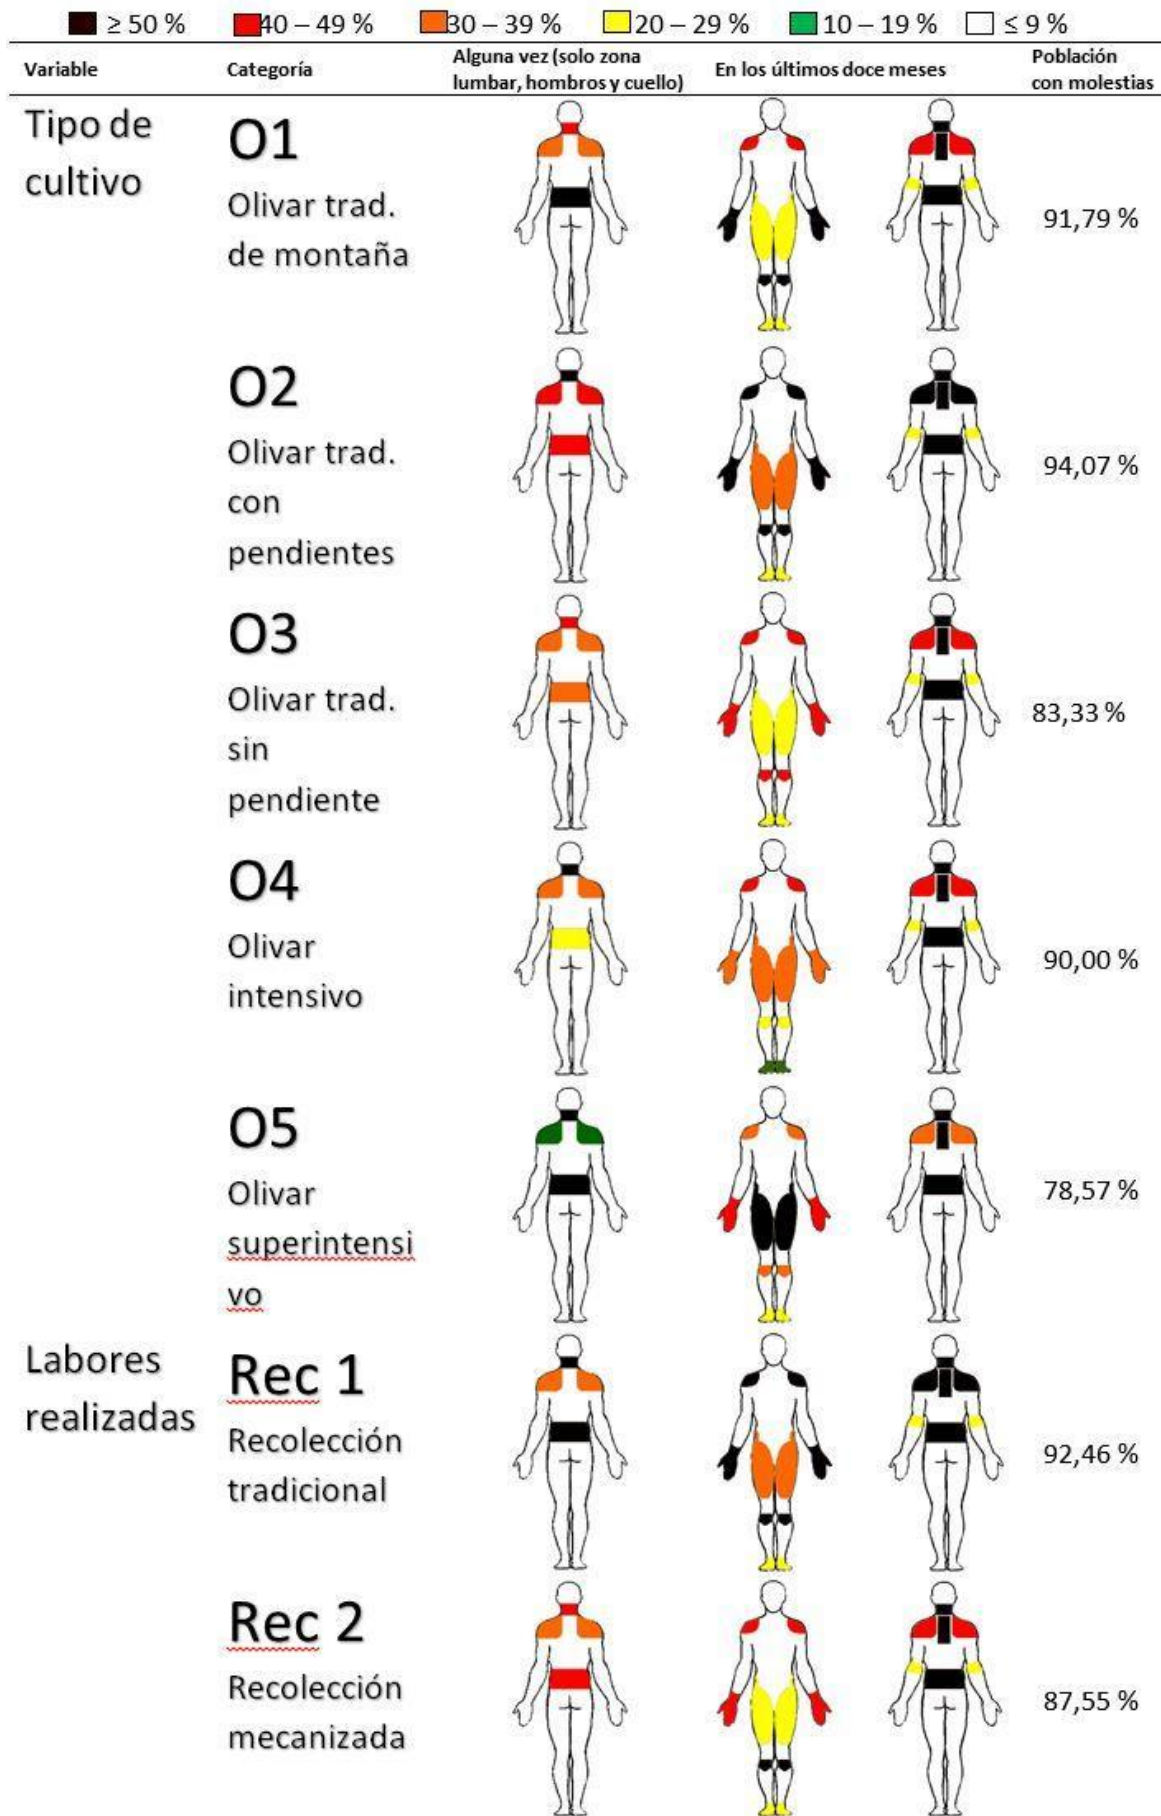 ≥ 50 % 40 – 49 % 30 – 39 % 20 – 29 % 10 – 19 % ≤ 9 %
Variable Categoría Alguna vez (solo zona lumbar, hombros y cuello) En los últimos doce meses Población con molestias
Tipo de
cultivo
O1
Olivar trad.
de montaña
91,79 %
O2
Olivar trad.
con
pendientes
94,07 %
O3
Olivar trad.
sin
pendiente
83,33 %
O4
Olivar
intensivo
90,00 %
O5
Olivar
superintensi
vo
78,57 %
Labores
realizadas
Rec 1
Recolección
tradicional
92,46 %
Rec 2
Recolección
mecanizada
87,55 %